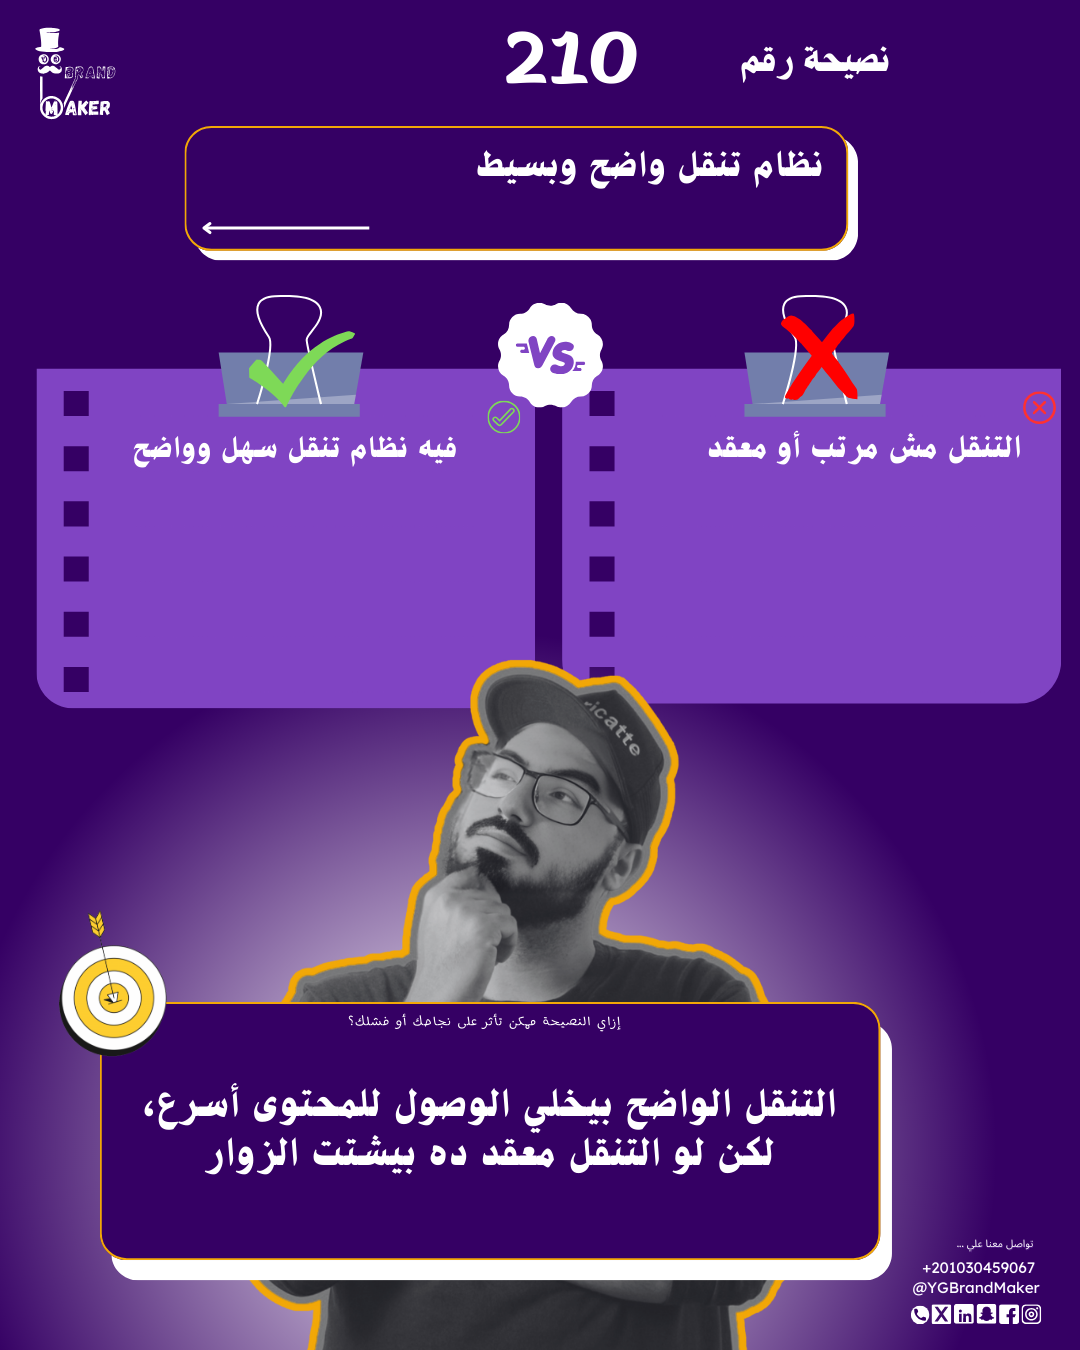 BRAND
MAKER
نصيحة رقم 210
نظام تنقل واضح وبسيط
VS
التنقل مش مرتب أو معقد
فيه نظام تنقل سهل وواضح
icatte
إزاي النصيحة ممكن تأثر على نجاحك أو فشلك؟
التنقل الواضح بيخلي الوصول للمحتوى أسرع،
لكن لو التنقل معقد ده بيشتت الزوار
تواصل معنا علي ...
+201030459067
@YGBrandMaker